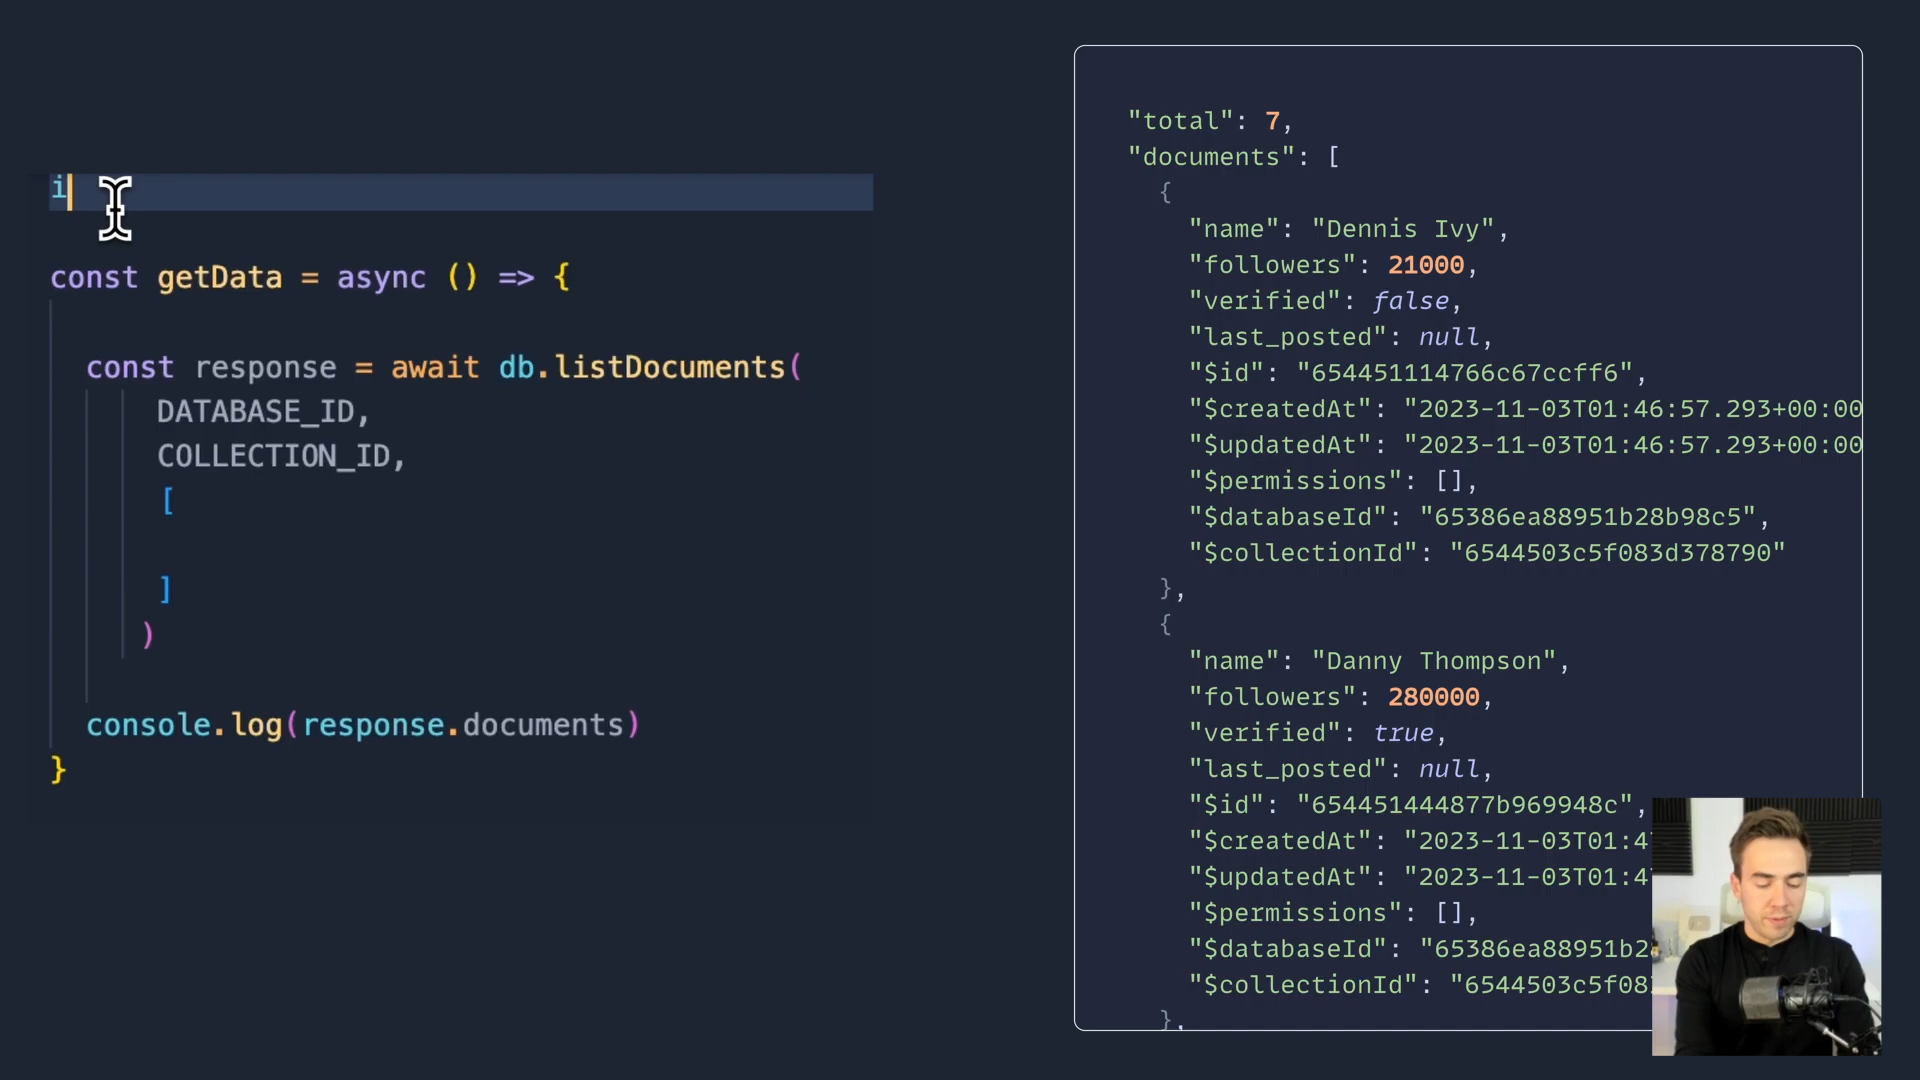 i
const getData = async () => {
const response = await db.listDocuments(
DATABASE_ID,
COLLECTION_ID,
[
]
)
console.log(response.documents)
}
"total": 7,
"documents": [
{
"name": "Dennis Ivy",
"followers": 21000,
"verified": false,
"last_posted": null,
"$id": "654451114766c67ccff6",
"$createdAt": "2023-11-03T01:46:57.293+00:00
"$updatedAt": "2023-11-03T01:46:57.293+00:00
"$permissions": [],
"$databaseId": "65386ea88951b28b98c5",
"$collectionId": "6544503c5f083d378790"
},
{
"name": "Danny Thompson",
"followers": 280000,
"verified": true,
"last_posted": null,
"$id": "654451444877b969948c",
"$createdAt": "2023-11-03T01:4
"$updatedAt": "2023-11-03T01:4
"$permissions": [],
"$databaseId": "65386ea88951b2
"$collectionId": "6544503c5f08
},